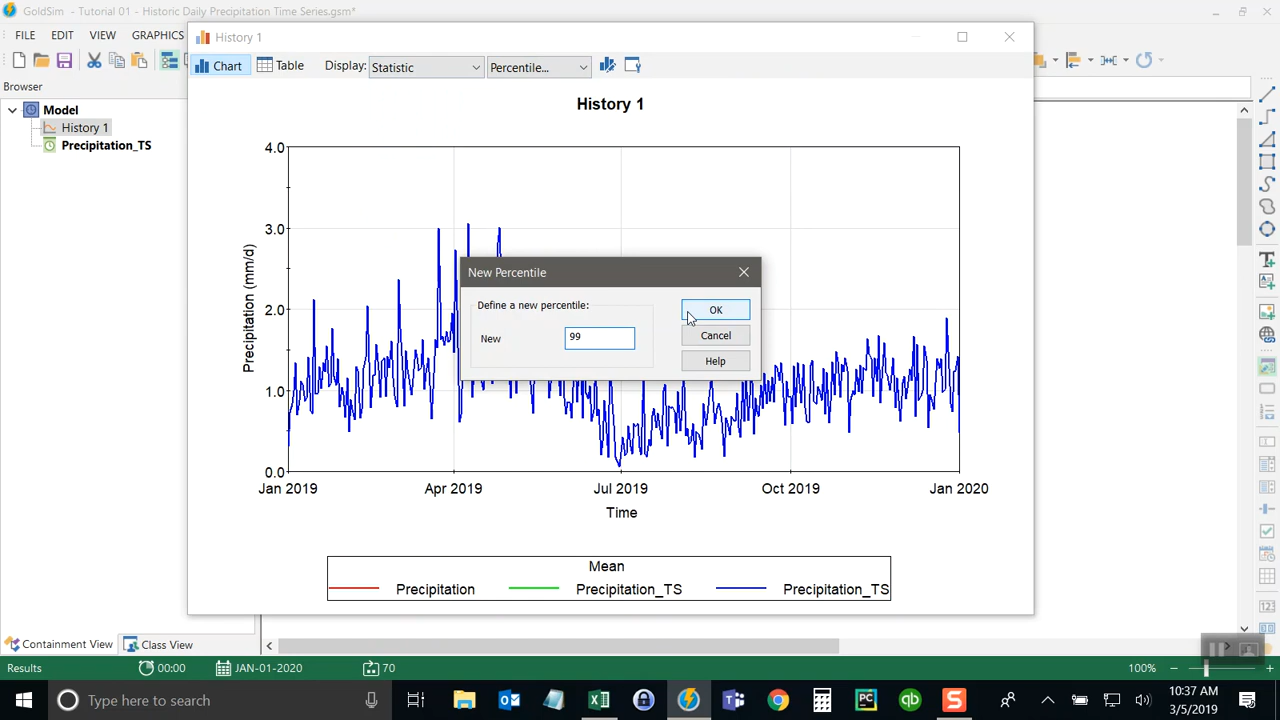 GoldSim - Tutorial 01 - Historic Daily Precipitation Time Series.gsm*
FILE EDIT VIEW GRAPHICS
History 1
Chart Table Display: Statistic Percentile...
Browser
Model
History 1
Precipitation_TS
History 1
4.0
3.0
2.0
1.0
0.0
Precipitation (mm/d)
Jan 2019 Apr 2019 Jul 2019 Oct 2019 Jan 2020
Time
New Percentile
Define a new percentile:
New 99
OK
Cancel
Help
Mean
Precipitation Precipitation_TS Precipitation_TS
Containment View Class View
Results 00:00 JAN-01-2020 70 100%
Type here to search
10:37 AM
3/5/2019